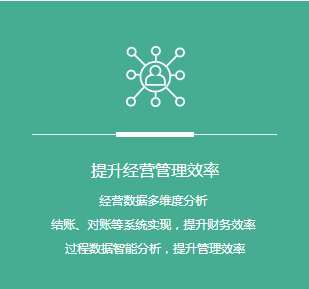 提升经营管理效率
经营数据多维度分析
结账、对账等系统实现，提升财务效率
过程数据智能分析，提升管理效率